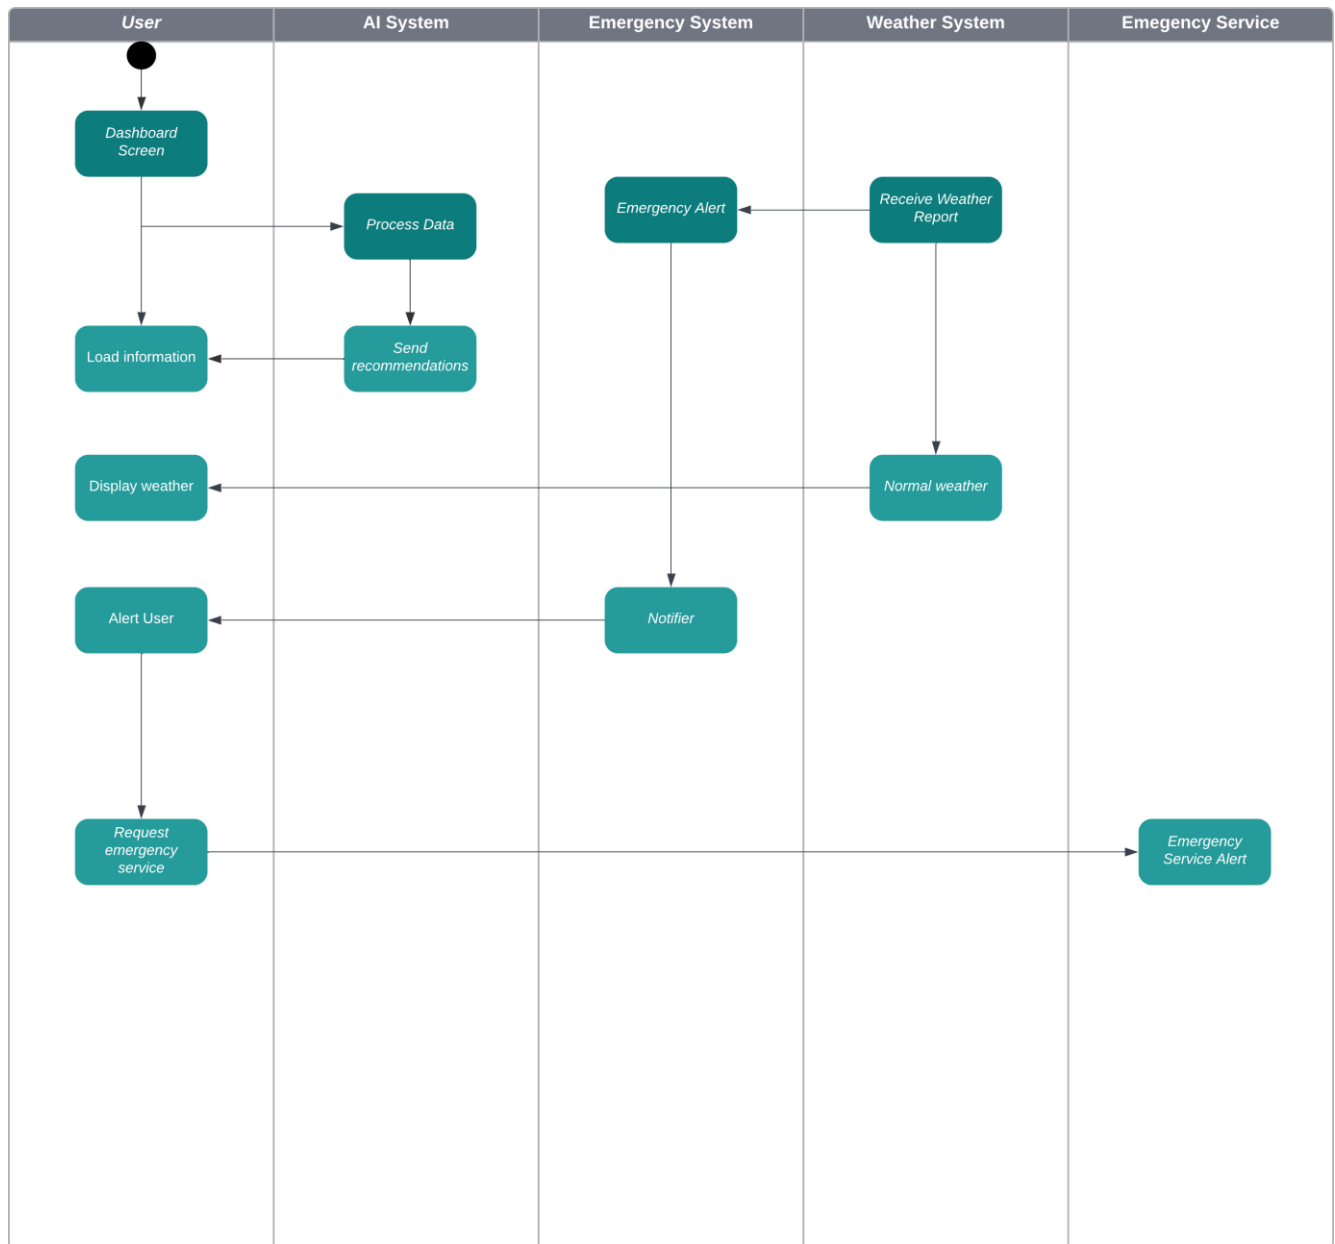 User
AI System
Emergency System
Weather System
Emegency Service
Dashboard
Screen
Process Data
Emergency Alert
Receive Weather
Report
Load information
Send
recommendations
Display weather
Normal weather
Alert User
Notifier
Request
emergency
service
Emergency
Service Alert